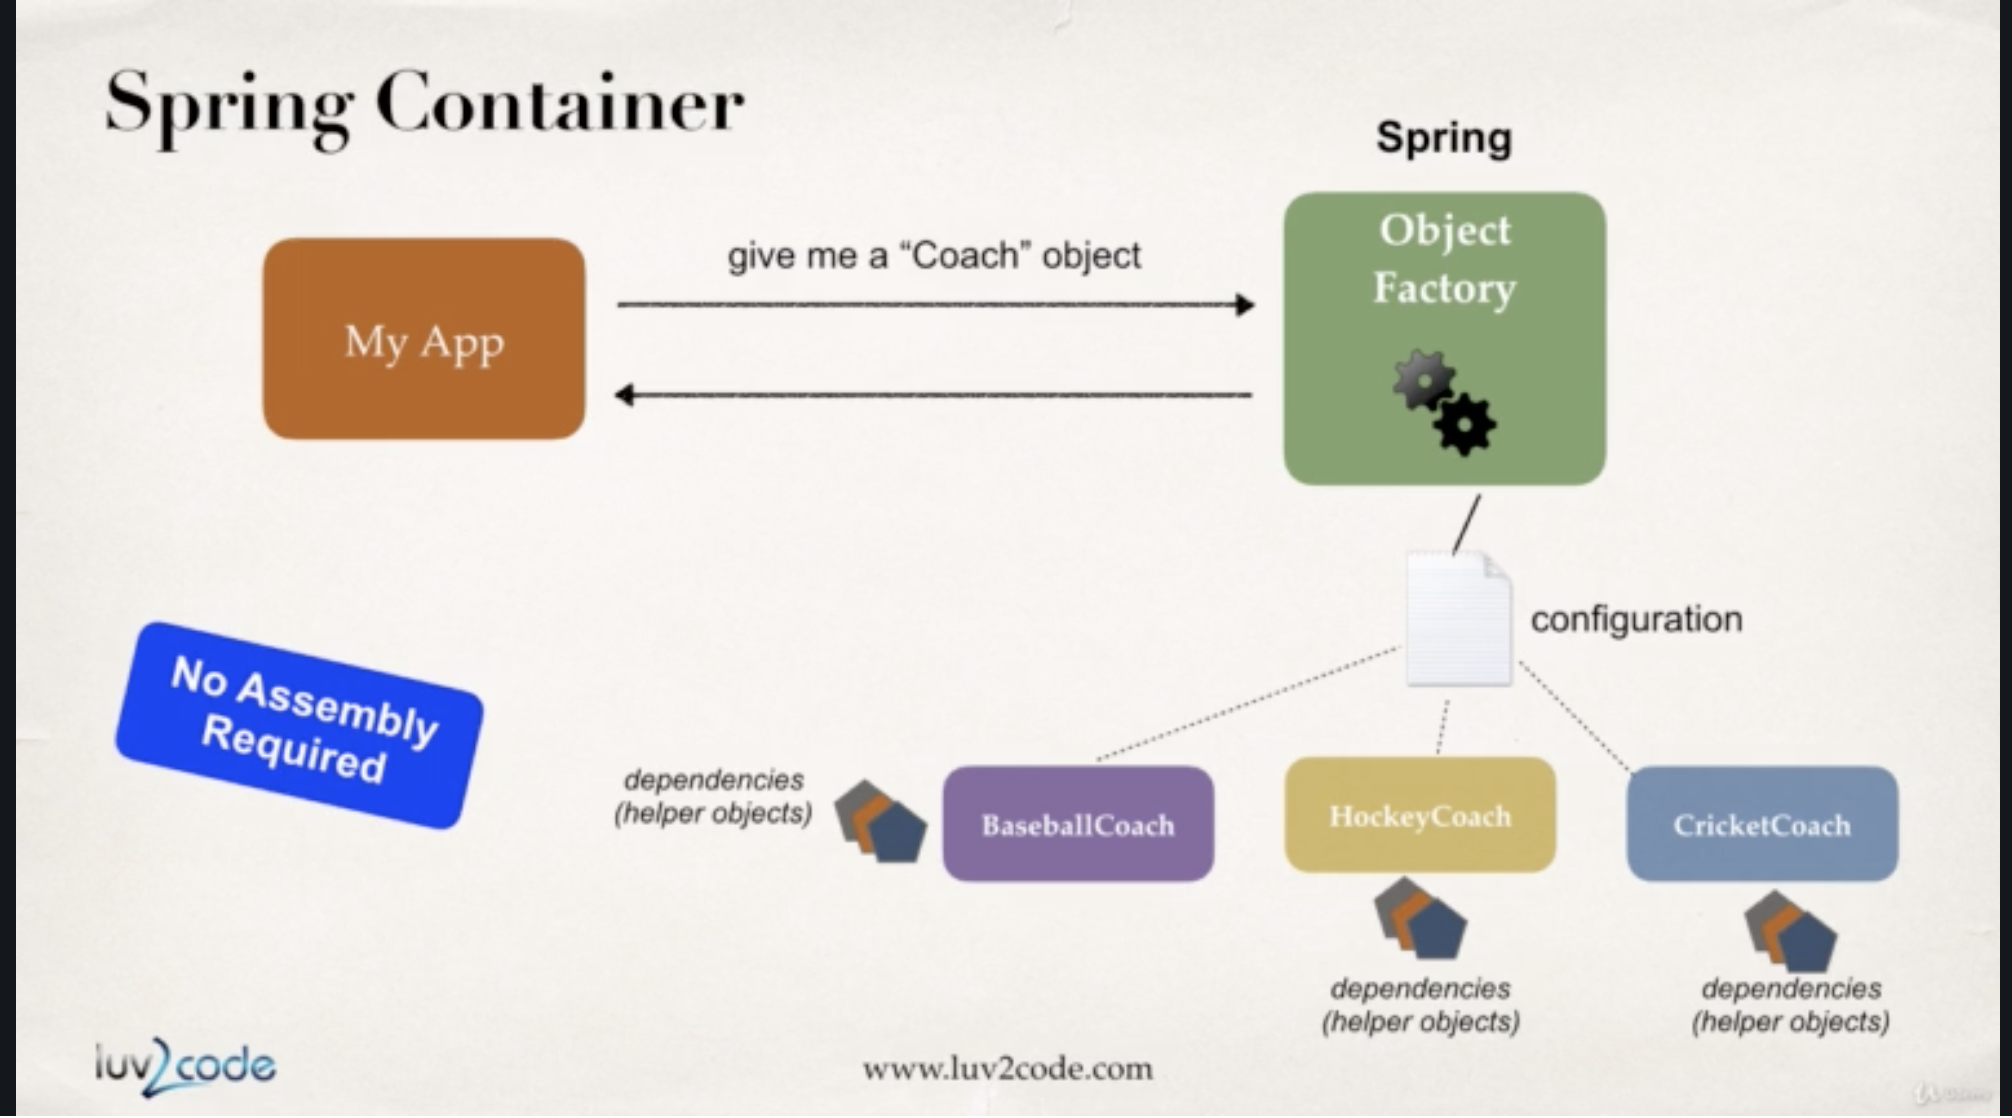 Spring Container
Spring
Object
Factory
give me a “Coach” object
My App
configuration
No Assembly
Required
dependencies
(helper objects)
BaseballCoach
HockeyCoach
CricketCoach
dependencies
(helper objects)
dependencies
(helper objects)
luv2code
www.luv2code.com
Udemy